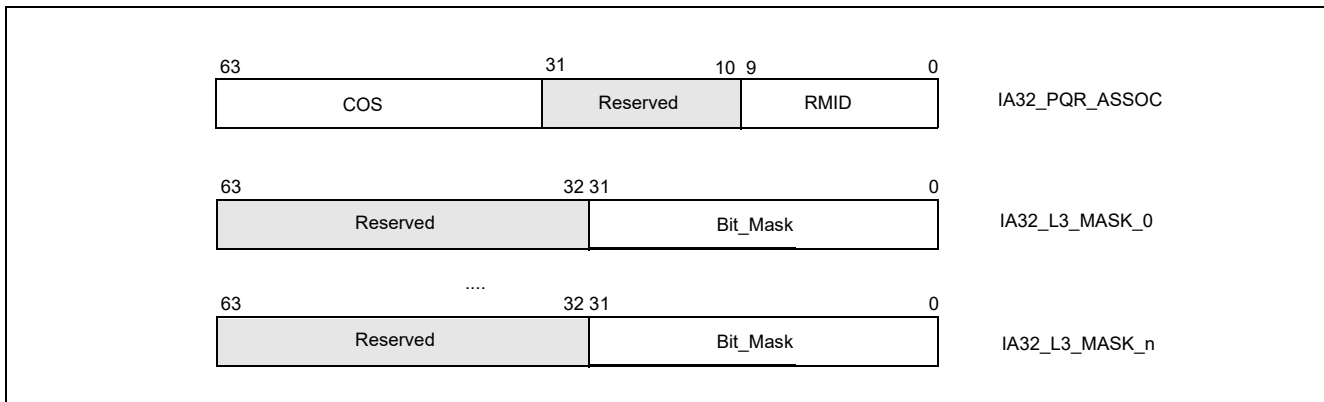 63 31 10 9 0
COS Reserved RMID IA32_PQR_ASSOC
63 32 31 0
Reserved Bit_Mask IA32_L3_MASK_0
....
63 32 31 0
Reserved Bit_Mask IA32_L3_MASK_n